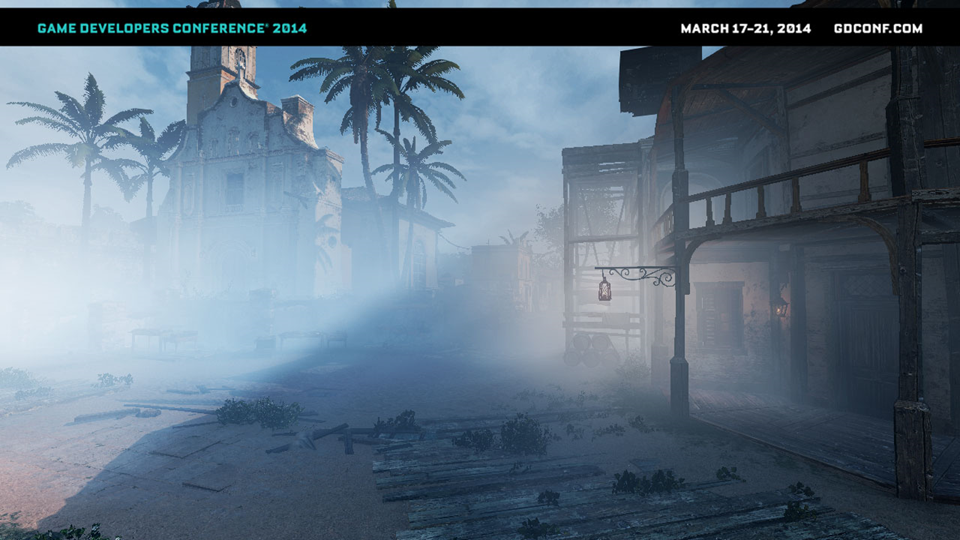 GAME DEVELOPERS CONFERENCE® 2014
MARCH 17–21, 2014 GDCONF.COM